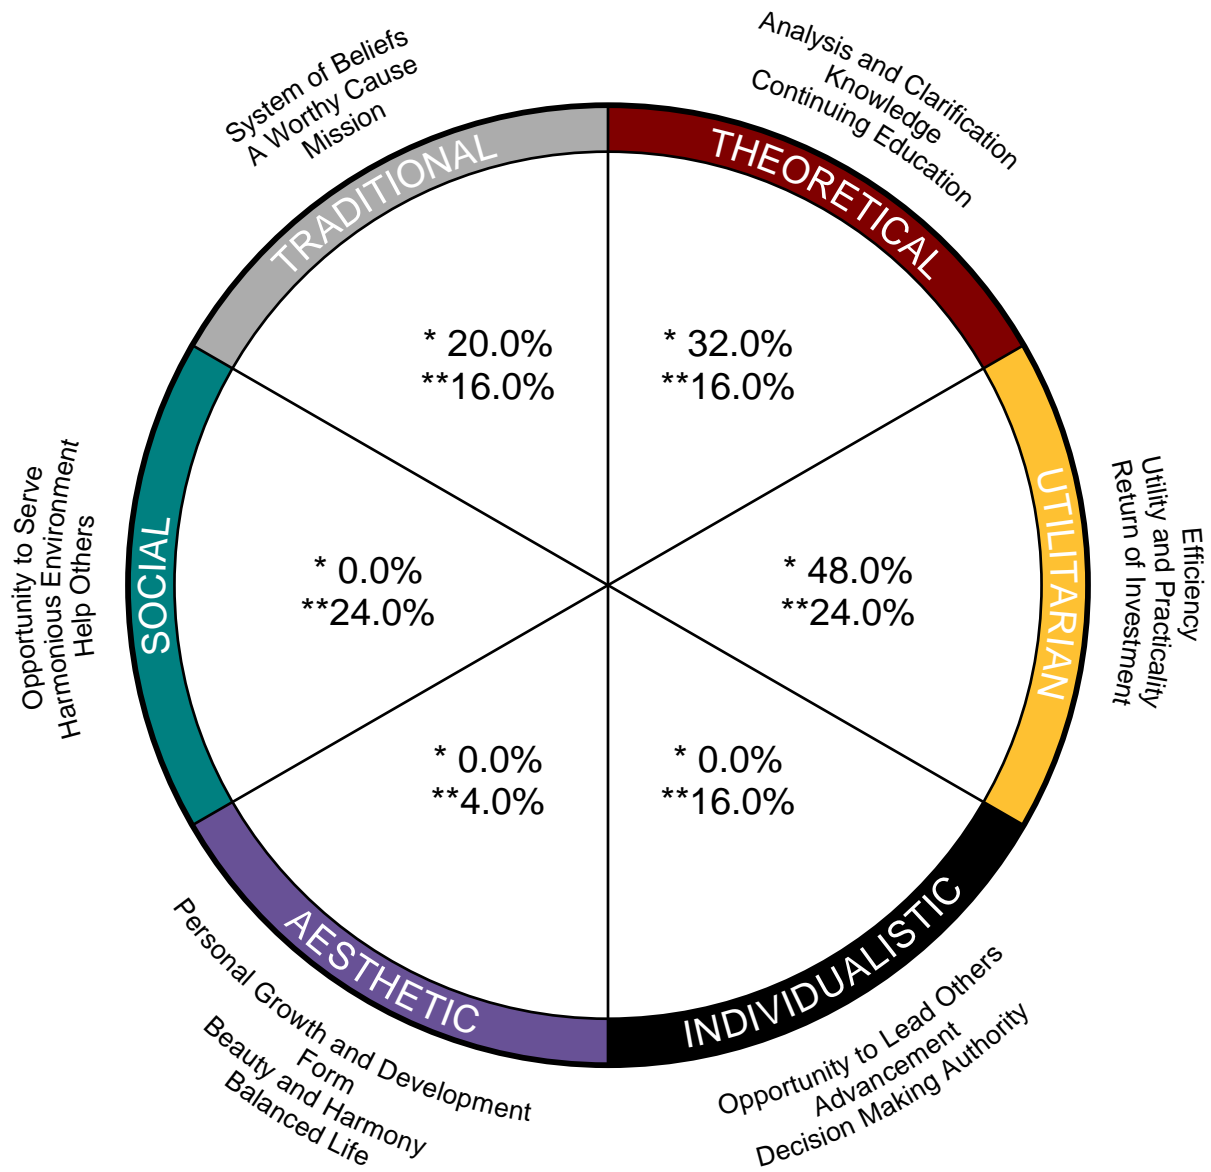 System of Beliefs
A Worthy Cause
Mission
TRADITIONAL
Analysis and Clarification
Knowledge
Continuing Education
THEORETICAL
* 20.0%
**16.0%
* 32.0%
**16.0%
Opportunity to Serve
Harmonious Environment
Help Others
SOCIAL
* 0.0%
**24.0%
* 48.0%
**24.0%
UTILITARIAN
Efficiency
Utility and Practicality
Return of Investment
* 0.0%
**4.0%
* 0.0%
**16.0%
AESTHETIC
Personal Growth and Development
Form
Beauty and Harmony
Balanced Life
INDIVIDUALISTIC
Opportunity to Lead Others
Advancement
Decision Making Authority